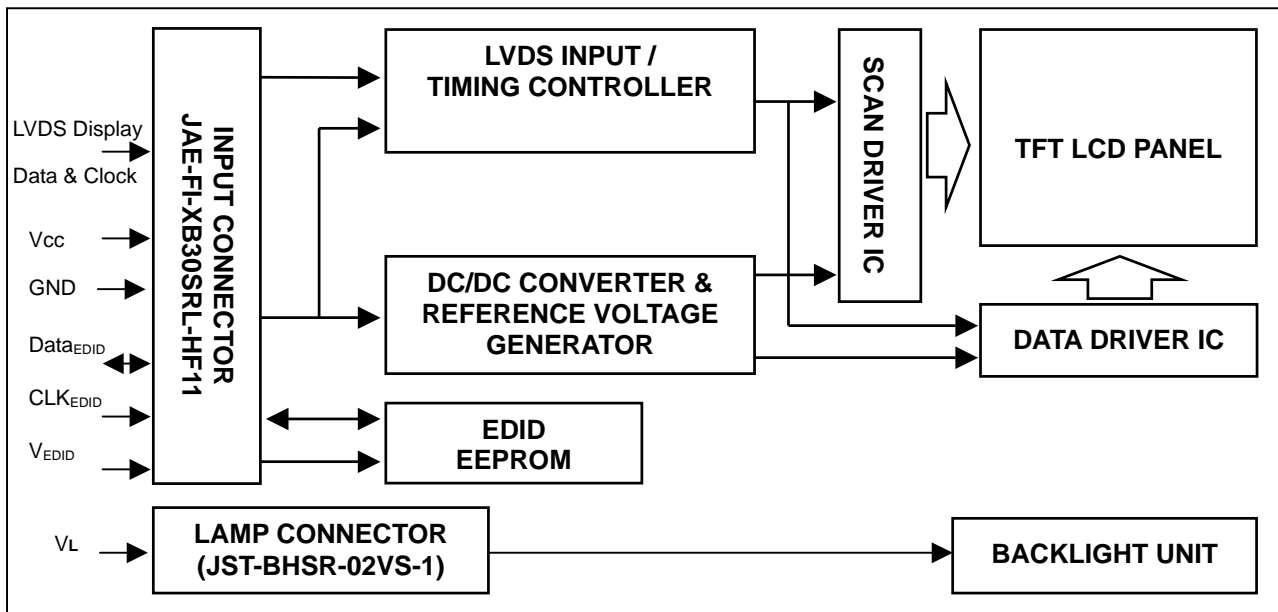 LVDS Display
Data & Clock
Vcc
GND
DataEDID
CLKEDID
VEDID
VL
INPUT CONNECTOR
JAE-FI-XB30SRL-HF11
LVDS INPUT /
TIMING CONTROLLER
DC/DC CONVERTER &
REFERENCE VOLTAGE
GENERATOR
EDID
EEPROM
LAMP CONNECTOR
(JST-BHSR-02VS-1)
SCAN DRIVER IC
TFT LCD PANEL
DATA DRIVER IC
BACKLIGHT UNIT